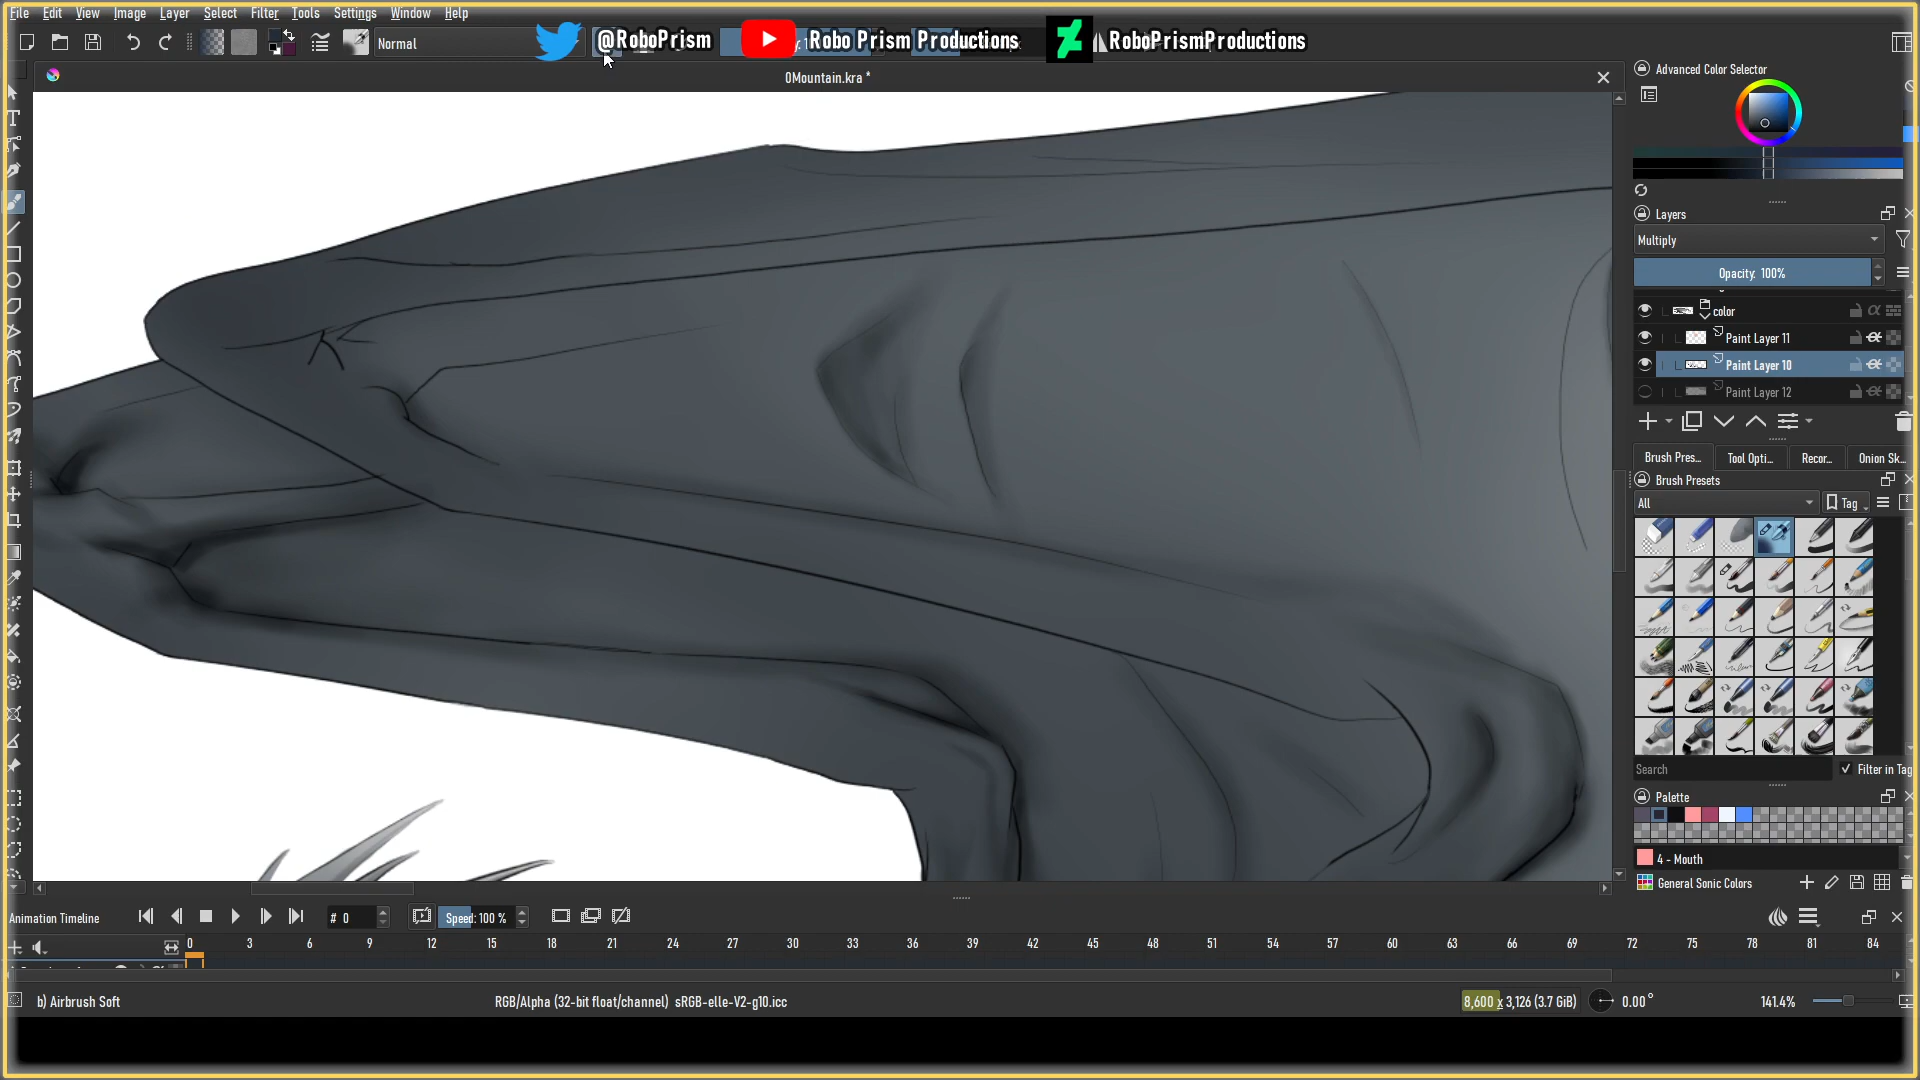 File Edit View Image Layer Select Filter Tools Settings Window Help
Normal
@RoboPrism
Robo Prism Productions
RoboPrismProductions
0Mountain.kra *
Advanced Color Selector
Layers
Multiply
Opacity: 100%
color
Paint Layer 11
Paint Layer 10
Paint Layer 12
Brush Pres... Tool Opti... Recor... Onion Sk...
Brush Presets
All
Tag
Search
Filter in Tag
Palette
4 - Mouth
General Sonic Colors
Animation Timeline
# 0
Speed: 100 %
0 3 6 9 12 15 18 21 24 27 30 33 36 39 42 45 48 51 54 57 60 63 66 69 72 75 78 81 84
b) Airbrush Soft
RGB/Alpha (32-bit float/channel) sRGB-elle-V2-g10.icc
8,600 x 3,126 (3.7 GiB)
0.00°
141.4%